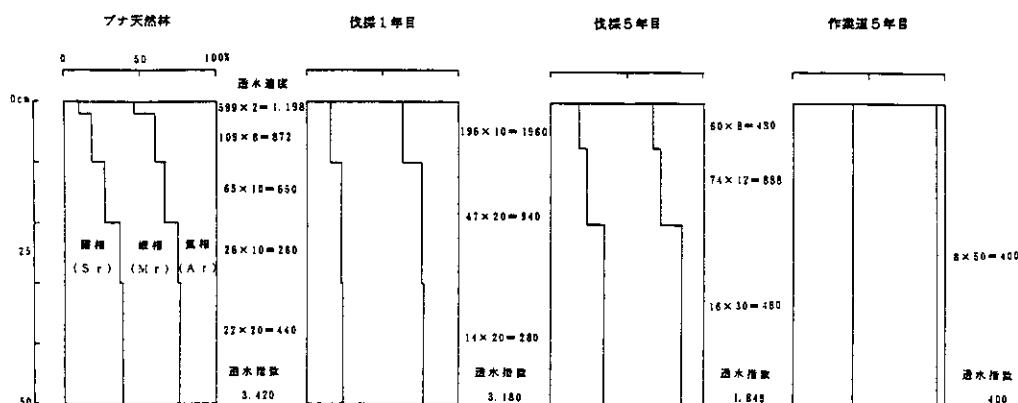 ブナ天然林
伐採1年目
伐採5年目
作業道5年目
0 50 100%
透水速度
0cm
25
50
599×2=1.198
109×8=872
65×10=650
26×10=260
22×20=440
固相 液相 気相
(Sr) (Mr) (Ar)
透水指数
3.420
196×10=1960
47×20=940
14×20=280
透水指数
3.180
60×8=480
74×12=888
16×30=480
透水指数
1.848
8×50=400
透水指数
400